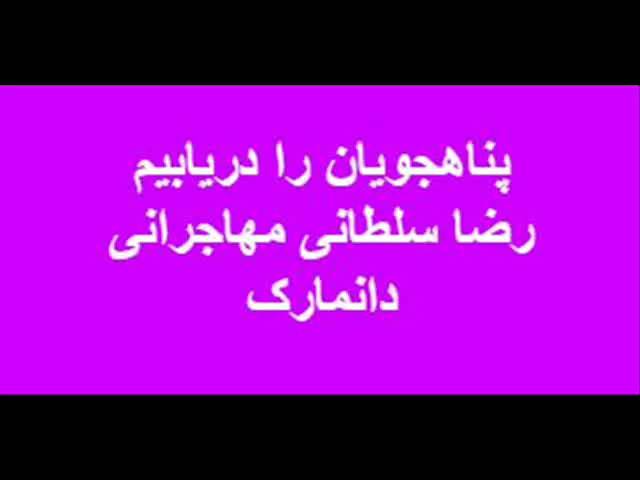 پناهجویان را دریابیم
رضا سلطانی مهاجرانی
دانمارک